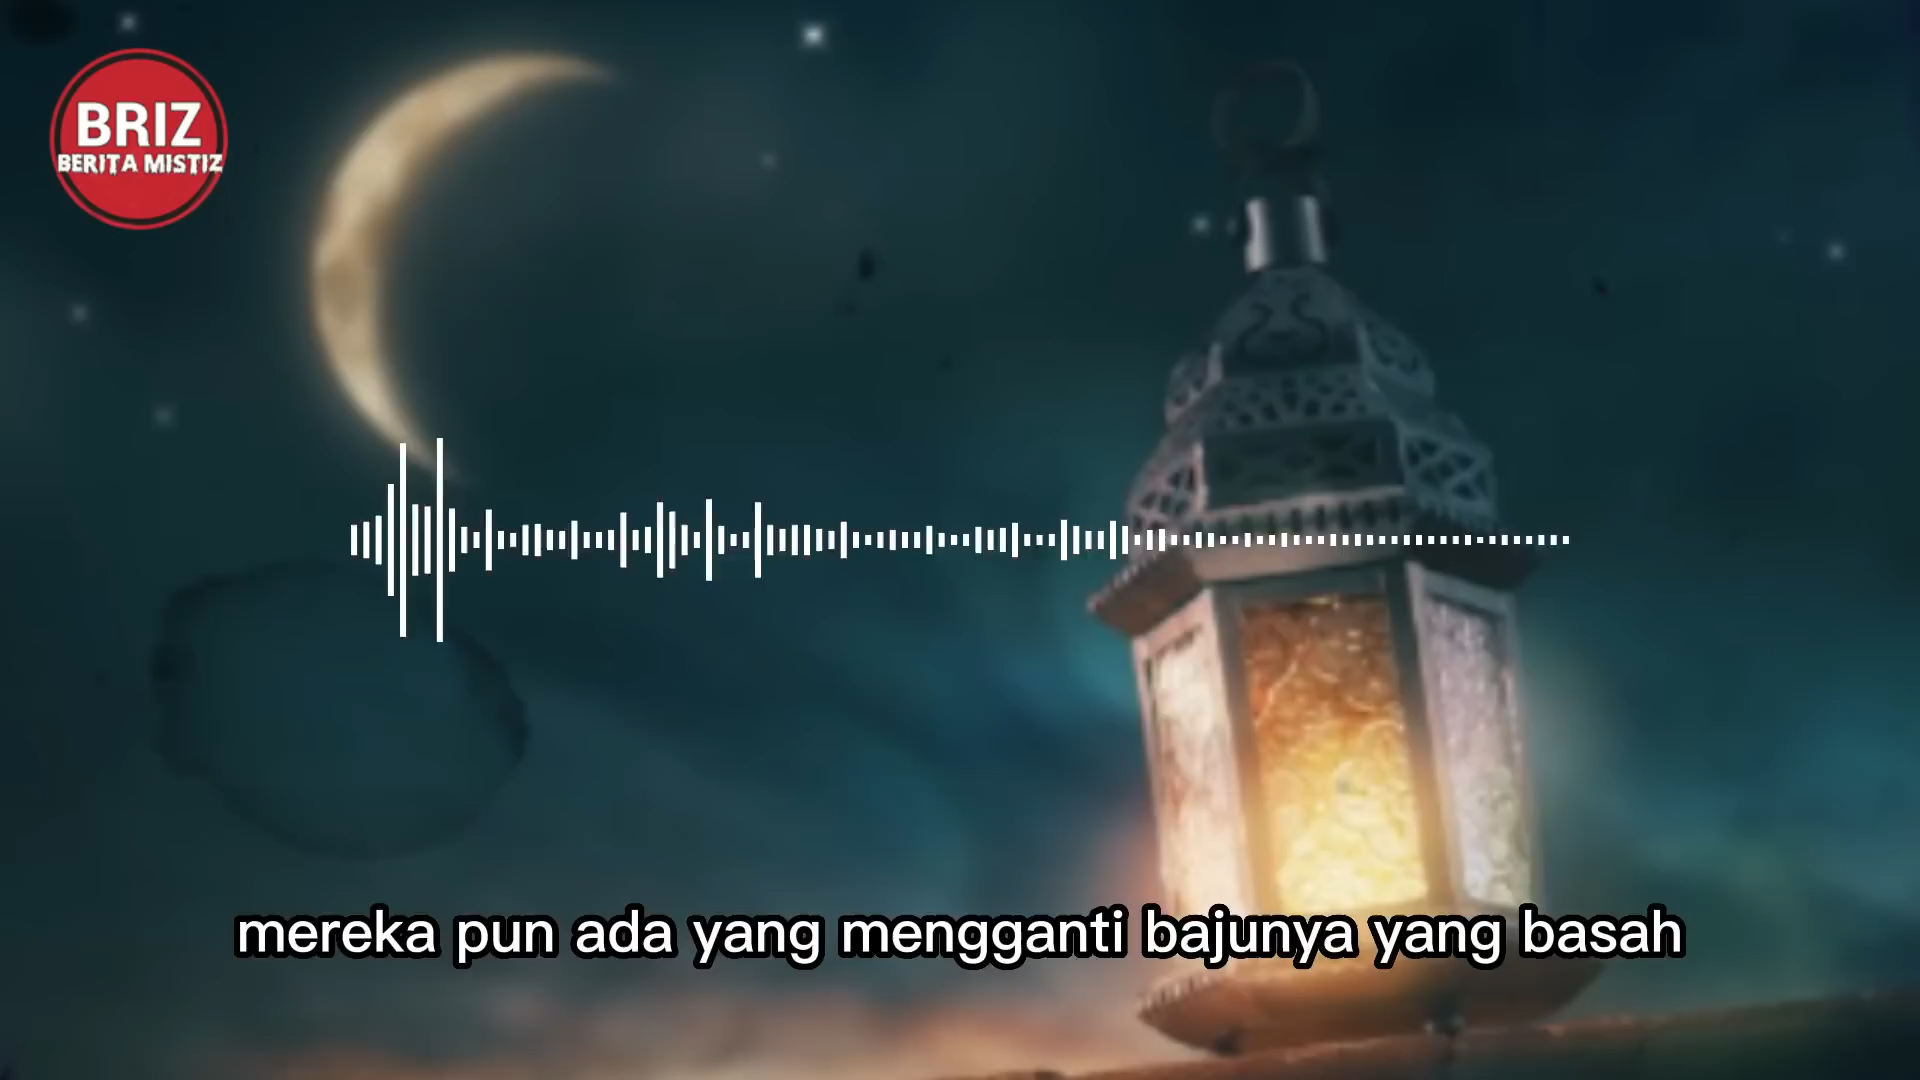 BRIZ
BERITA MISTIZ
mereka pun ada yang mengganti bajunya yang basah